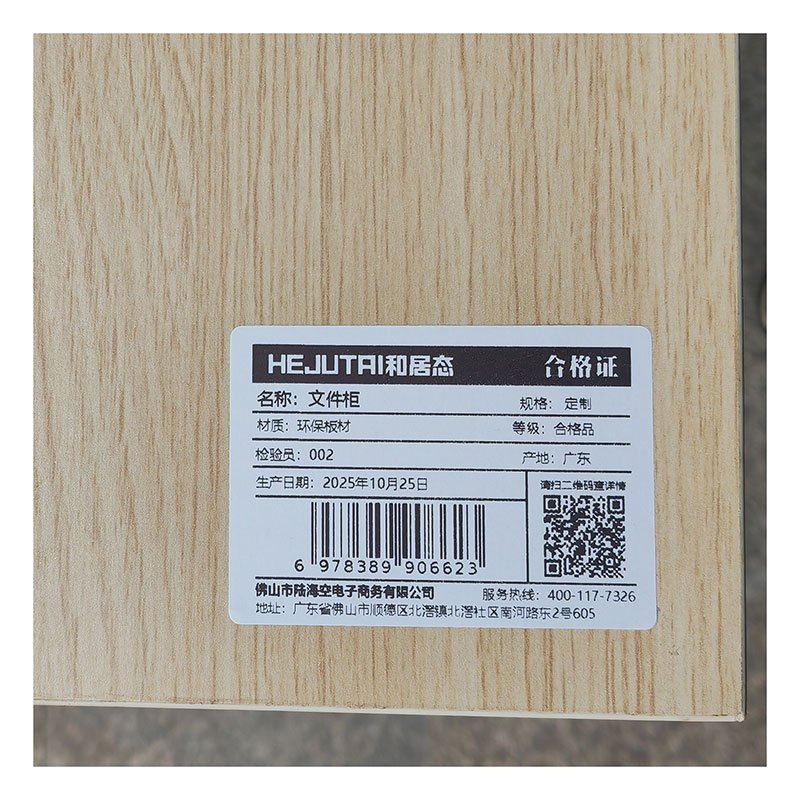 HEJUTAI和居态 合格证
名称：文件柜 规格：定制
材质：环保板材 等级：合格品
检验员：002 产地：广东
生产日期：2025年10月25日
请扫二维码查详情
6 978389 906623
佛山市陆海空电子商务有限公司 服务热线：400-117-7326
地址：广东省佛山市顺德区北滘镇北滘社区南河路东2号605